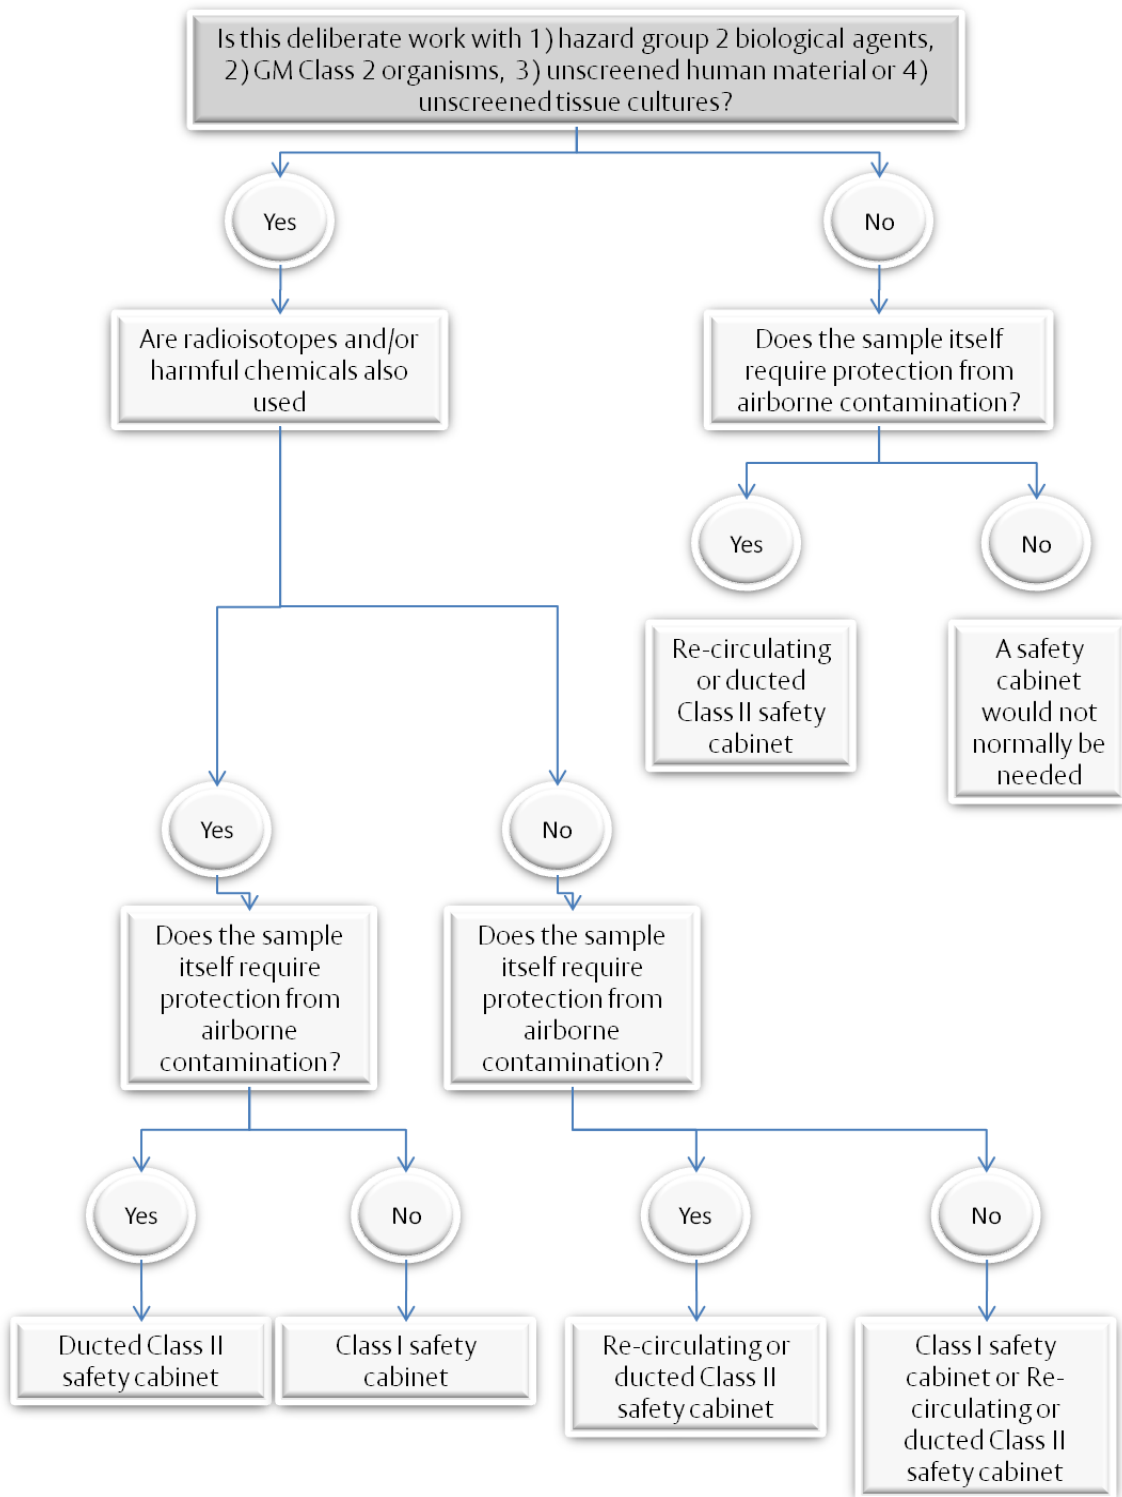 Is this deliberate work with 1) hazard group 2 biological agents,
2) GM Class 2 organisms, 3) unscreened human material or 4)
unscreened tissue cultures?
Yes
No
Are radioisotopes and/or
harmful chemicals also
used
Does the sample itself
require protection from
airborne contamination?
Yes
No
Re-circulating
or ducted
Class II safety
cabinet
A safety
cabinet
would not
normally be
needed
Yes
No
Does the sample
itself require
protection from
airborne
contamination?
Does the sample
itself require
protection from
airborne
contamination?
Yes
No
Yes
No
Ducted Class II
safety cabinet
Class I safety
cabinet
Re-circulating or
ducted Class II
safety cabinet
Class I safety
cabinet or Re-
circulating or
ducted Class II
safety cabinet